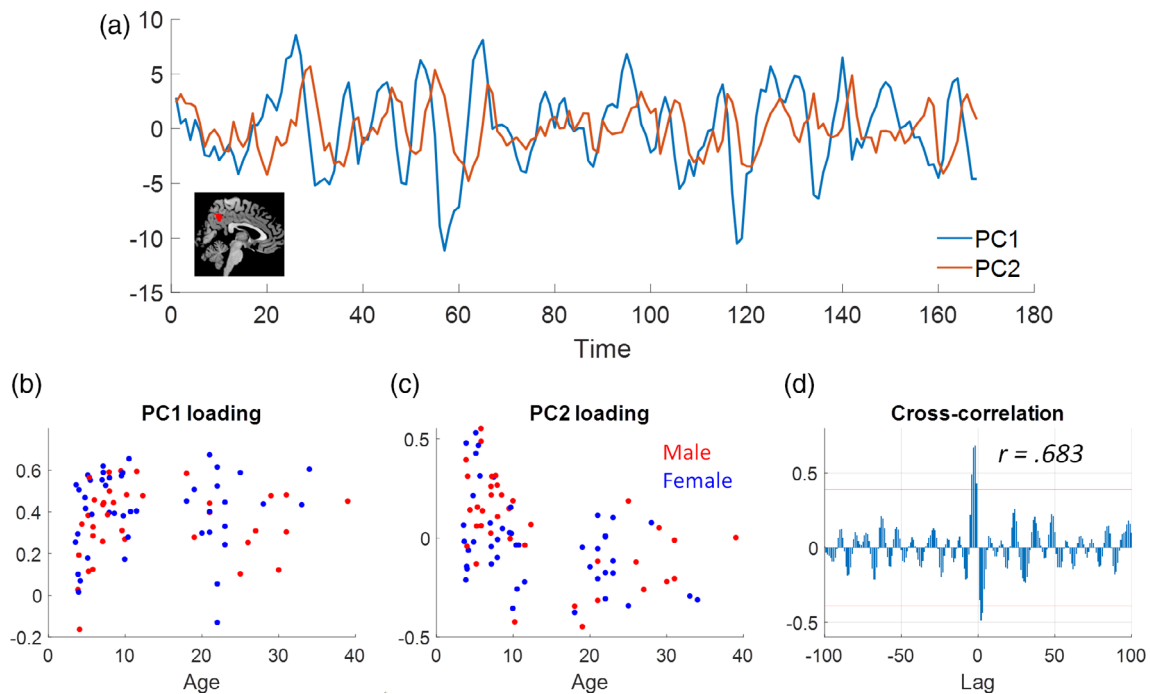 (a)
10
5
0
-5
-10
-15
PC1
PC2
0 20 40 60 80 100 120 140 160 180
Time
(b)
PC1 loading
0.6
0.4
0.2
0
-0.2
0 10 20 30 40
Age
(c)
PC2 loading
Male
Female
0.5
0
-0.5
0 10 20 30 40
Age
(d)
Cross-correlation
r = .683
0.5
0
-0.5
-100 -50 0 50 100
Lag